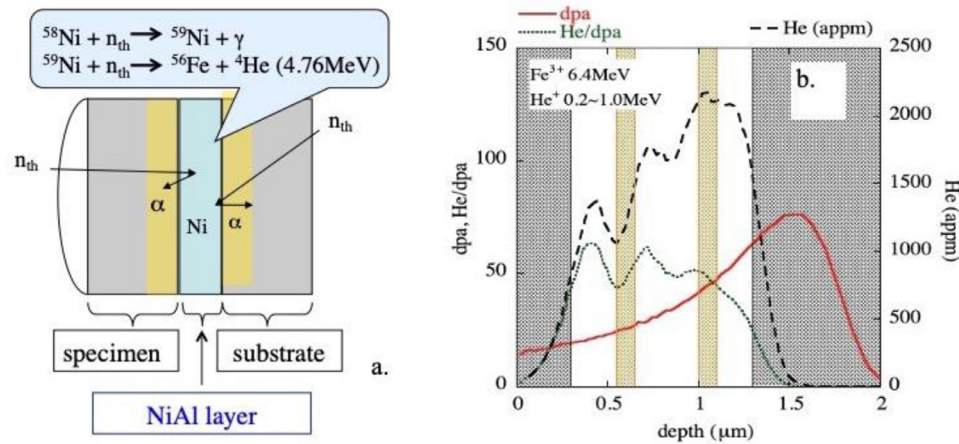 ⁵⁸Ni + nₜₕ → ⁵⁹Ni + γ
⁵⁹Ni + nₜₕ → ⁵⁶Fe + ⁴He (4.76MeV)
nₜₕ
nₜₕ
α
α
Ni
specimen
substrate
a.
NiAl layer
dpa
He/dpa
He (appm)
150
100
50
0
dpa, He/dpa
Fe³⁺ 6.4MeV
He⁺ 0.2~1.0MeV
b.
2500
2000
1500
1000
500
0
He (appm)
0 0.5 1 1.5 2
depth (μm)